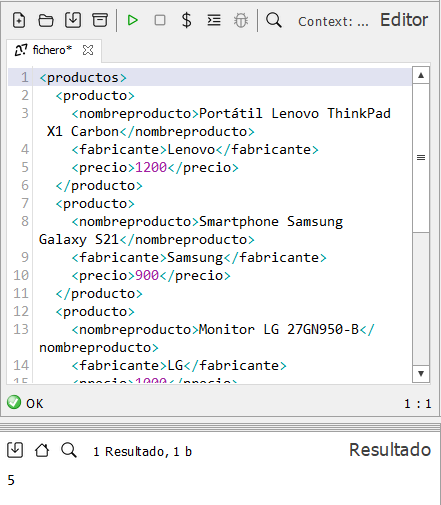 Context: ... Editor
fichero*
1 <productos>
2 <producto>
3 <nombreproducto>Portátil Lenovo ThinkPad
X1 Carbon</nombreproducto>
4 <fabricante>Lenovo</fabricante>
5 <precio>1200</precio>
6 </producto>
7 <producto>
8 <nombreproducto>Smartphone Samsung
Galaxy S21</nombreproducto>
9 <fabricante>Samsung</fabricante>
10 <precio>900</precio>
11 </producto>
12 <producto>
13 <nombreproducto>Monitor LG 27GN950-B</
nombreproducto>
14 <fabricante>LG</fabricante>
15 <precio>1000</precio>
OK 1 : 1
1 Resultado, 1 b Resultado
5